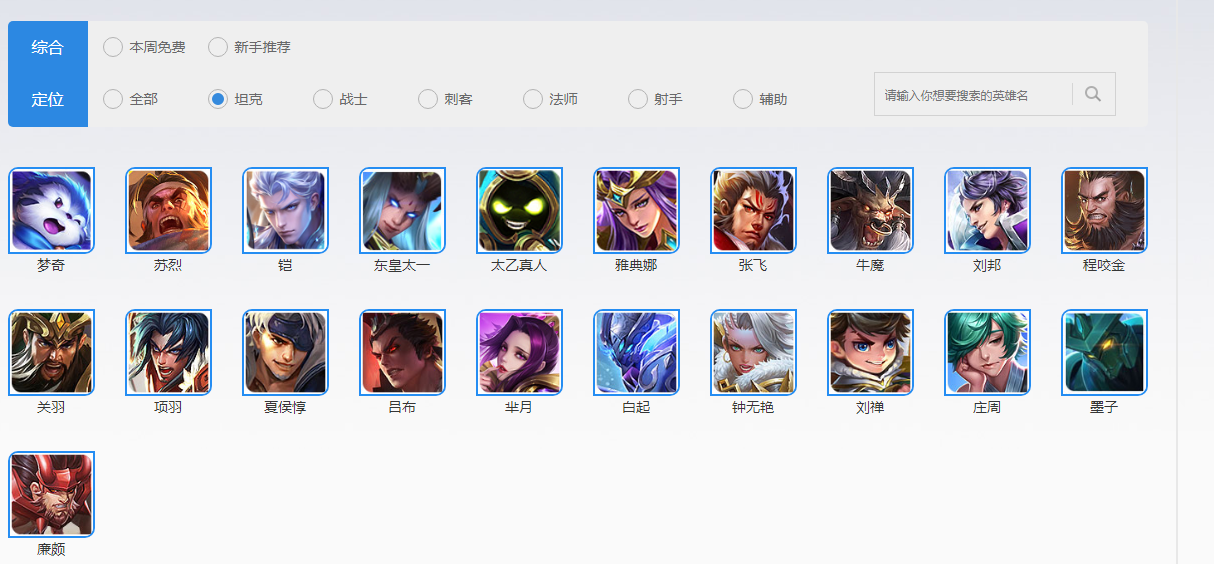 综合 本周免费 新手推荐
定位 全部 坦克 战士 刺客 法师 射手 辅助 请输入你想要搜索的英雄名
梦奇 苏烈 铠 东皇太一 太乙真人 雅典娜 张飞 牛魔 刘邦 程咬金
关羽 项羽 夏侯惇 吕布 芈月 白起 钟无艳 刘禅 庄周 墨子
廉颇